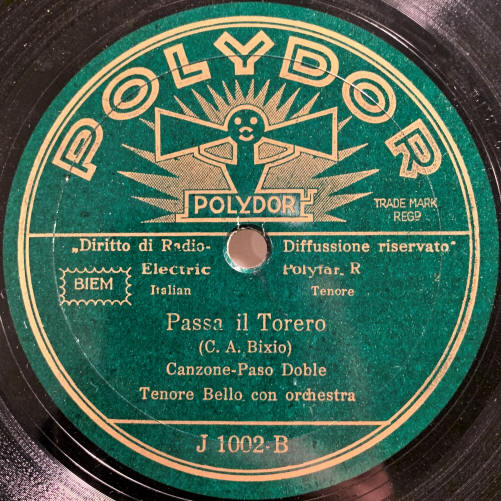 POLYDOR
POLYDOR
TRADE MARK
REGD
„Diritto di Radio- Diffussione riservato"
BIEM
Electric Polyfar. R
Italian Tenore
Passa il Torero
(C. A. Bixio)
Canzone-Paso Doble
Tenore Bello con orchestra
J 1002-B